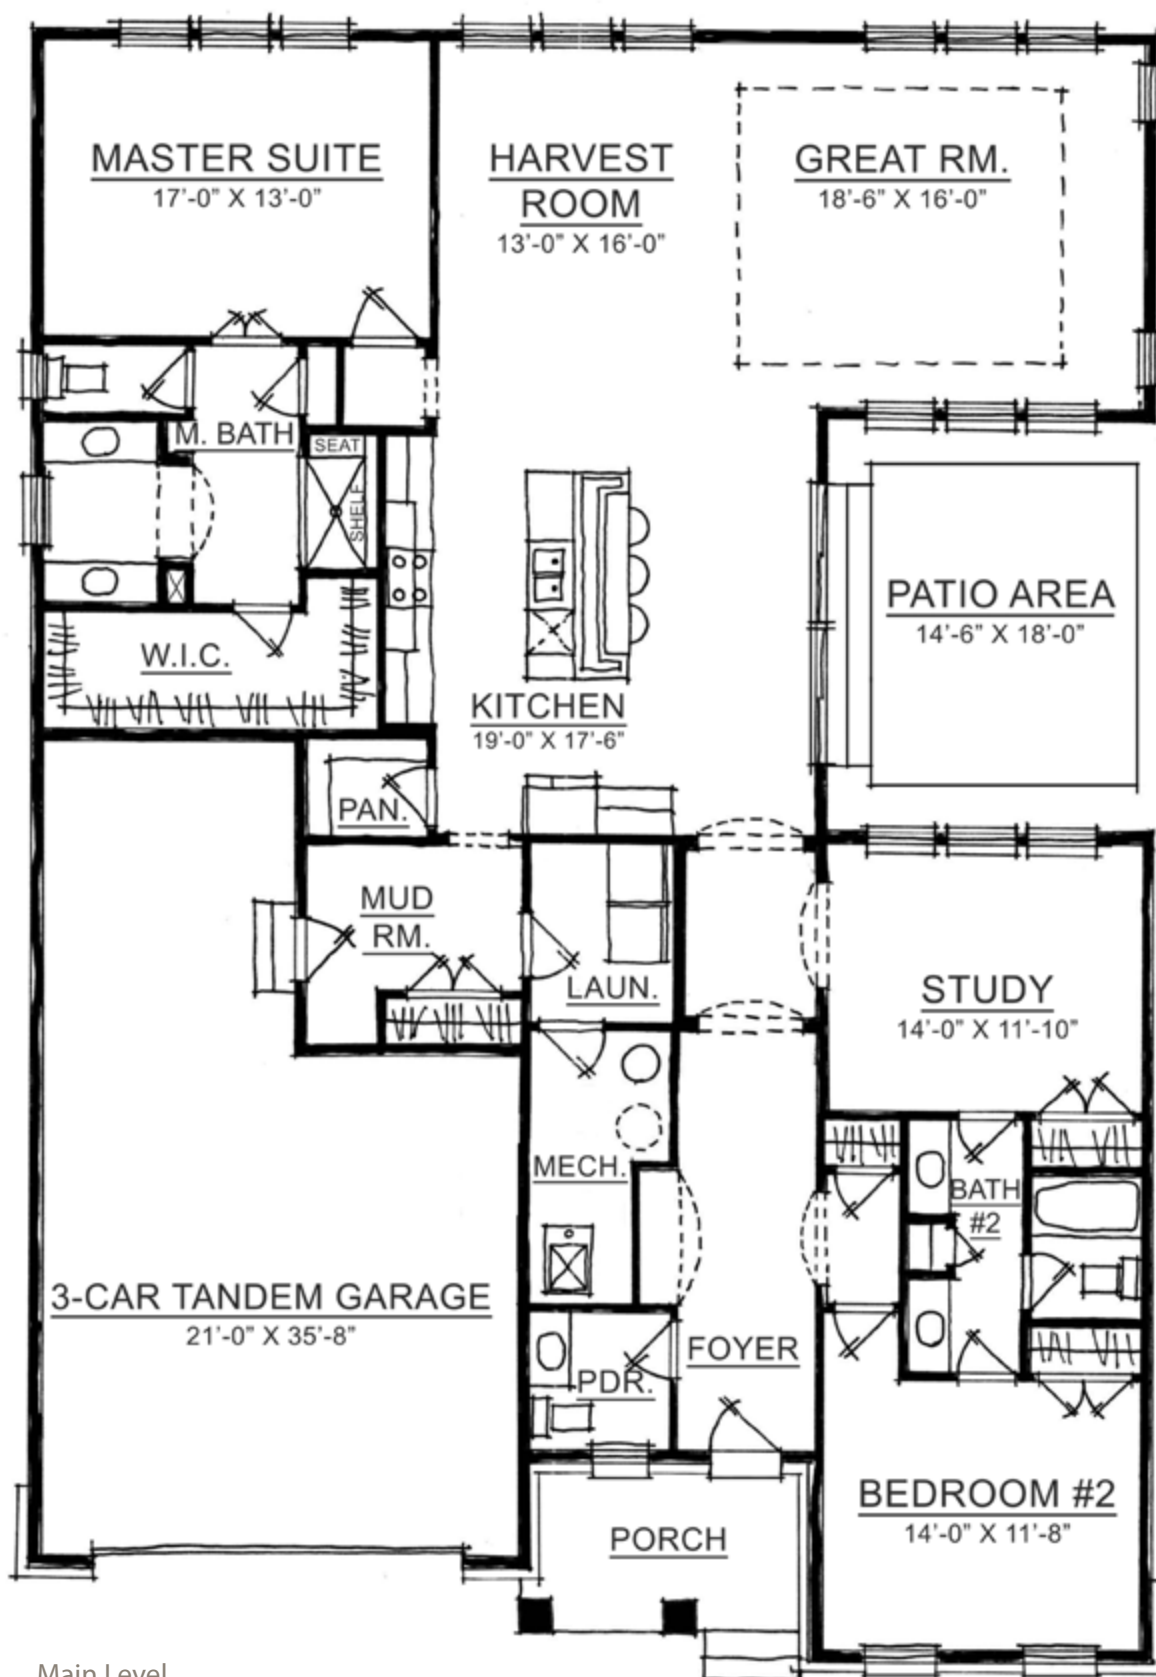 MASTER SUITE
17'-0" X 13'-0"
HARVEST
ROOM
13'-0" X 16'-0"
GREAT RM.
18'-6" X 16'-0"
M. BATH
SEAT
SHELF
W.I.C.
KITCHEN
19'-0" X 17'-6"
PATIO AREA
14'-6" X 18'-0"
PAN.
MUD
RM.
LAUN.
STUDY
14'-0" X 11'-10"
MECH.
BATH
#2
3-CAR TANDEM GARAGE
21'-0" X 35'-8"
FOYER
PDR.
BEDROOM #2
14'-0" X 11'-8"
PORCH
Main Level